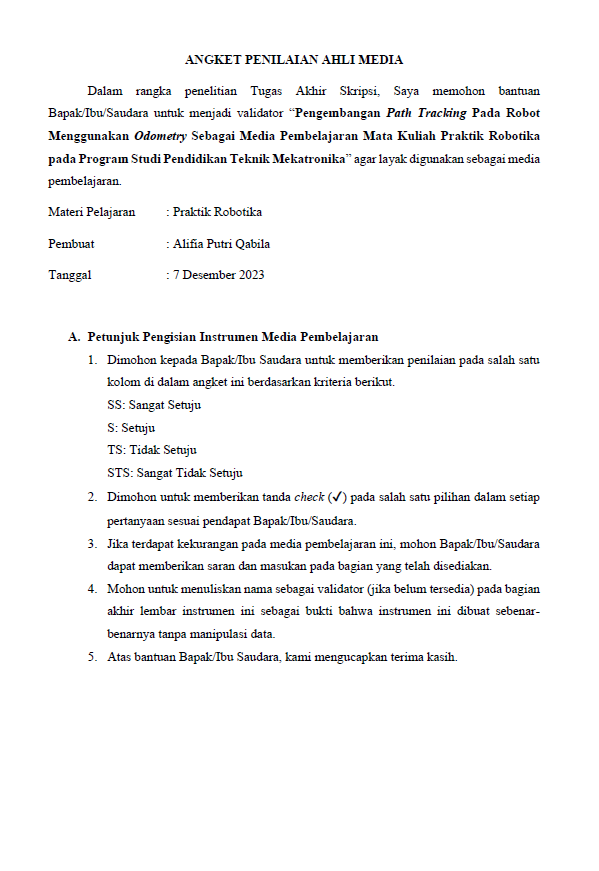 ANGKET PENILAIAN AHLI MEDIA
Dalam rangka penelitian Tugas Akhir Skripsi, Saya memohon bantuan
Bapak/Ibu/Saudara untuk menjadi validator “Pengembangan Path Tracking Pada Robot
Menggunakan Odometry Sebagai Media Pembelajaran Mata Kuliah Praktik Robotika
pada Program Studi Pendidikan Teknik Mekatronika” agar layak digunakan sebagai media
pembelajaran.
Materi Pelajaran : Praktik Robotika
Pembuat : Alifia Putri Qabila
Tanggal : 7 Desember 2023
A. Petunjuk Pengisian Instrumen Media Pembelajaran
1. Dimohon kepada Bapak/Ibu Saudara untuk memberikan penilaian pada salah satu
kolom di dalam angket ini berdasarkan kriteria berikut.
SS: Sangat Setuju
S: Setuju
TS: Tidak Setuju
STS: Sangat Tidak Setuju
2. Dimohon untuk memberikan tanda check (✓) pada salah satu pilihan dalam setiap
pertanyaan sesuai pendapat Bapak/Ibu/Saudara.
3. Jika terdapat kekurangan pada media pembelajaran ini, mohon Bapak/Ibu/Saudara
dapat memberikan saran dan masukan pada bagian yang telah disediakan.
4. Mohon untuk menuliskan nama sebagai validator (jika belum tersedia) pada bagian
akhir lembar instrumen ini sebagai bukti bahwa instrumen ini dibuat sebenar-
benarnya tanpa manipulasi data.
5. Atas bantuan Bapak/Ibu Saudara, kami mengucapkan terima kasih.